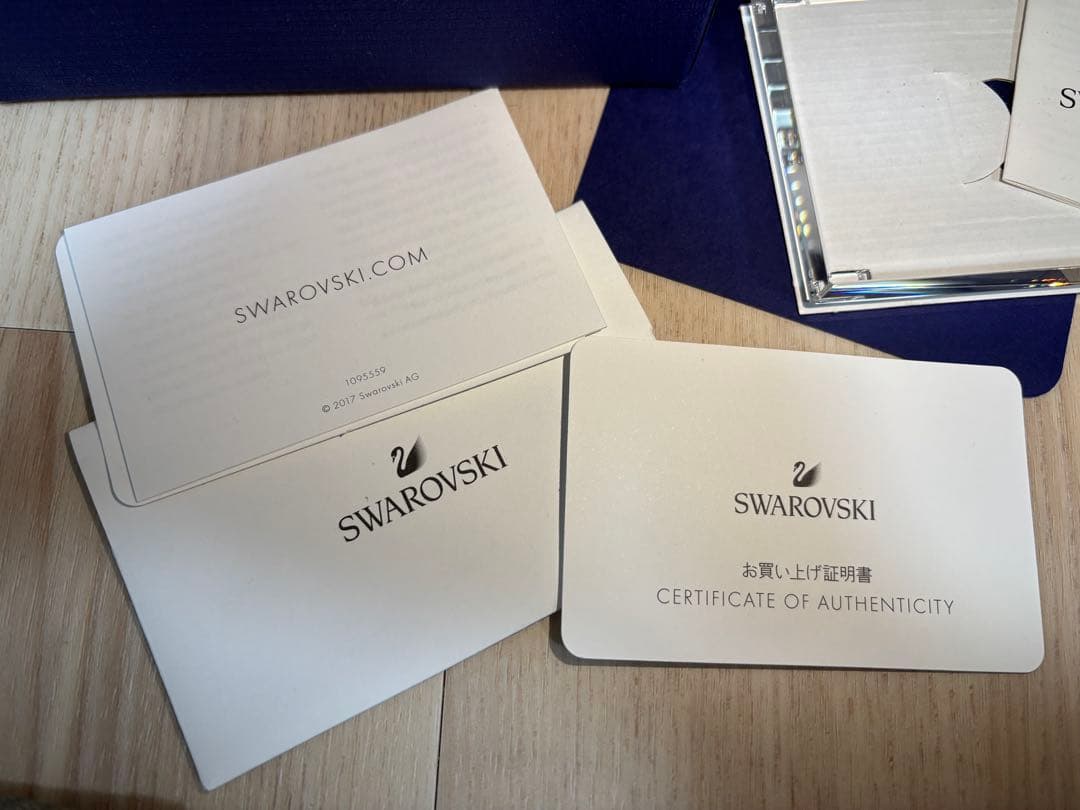 SWAROVSKI.COM
1095559
© 2017 Swarovski AG
SWAROVSKI
SWAROVSKI
お買い上げ証明書
CERTIFICATE OF AUTHENTICITY